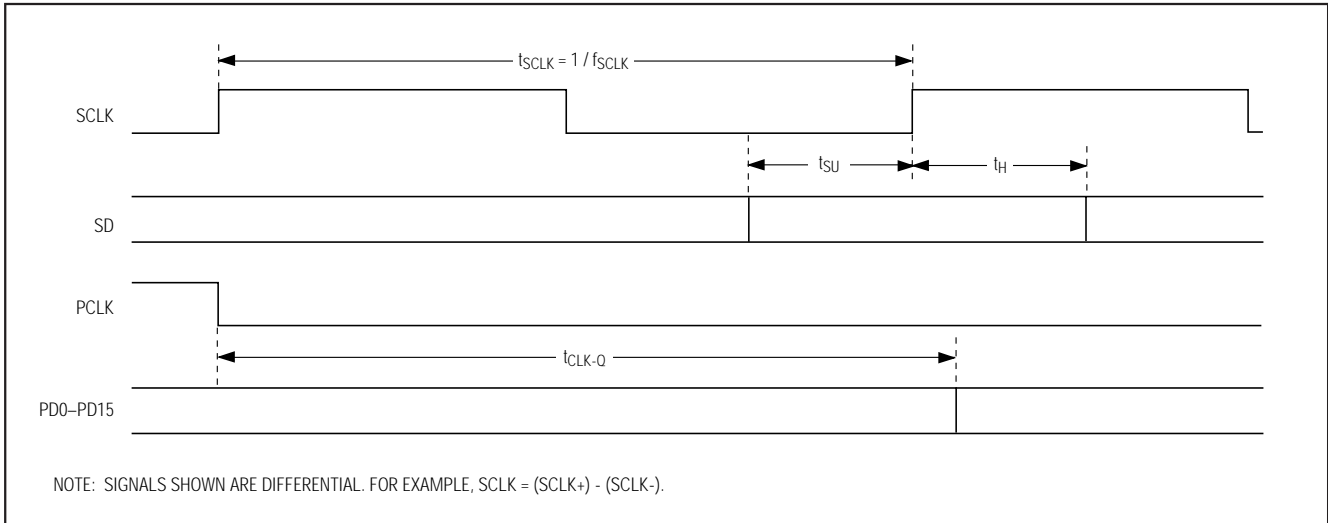 tSCLK = 1 / fSCLK
SCLK
tSU
tH
SD
PCLK
tCLK-Q
PD0–PD15
NOTE: SIGNALS SHOWN ARE DIFFERENTIAL. FOR EXAMPLE, SCLK = (SCLK+) - (SCLK-).